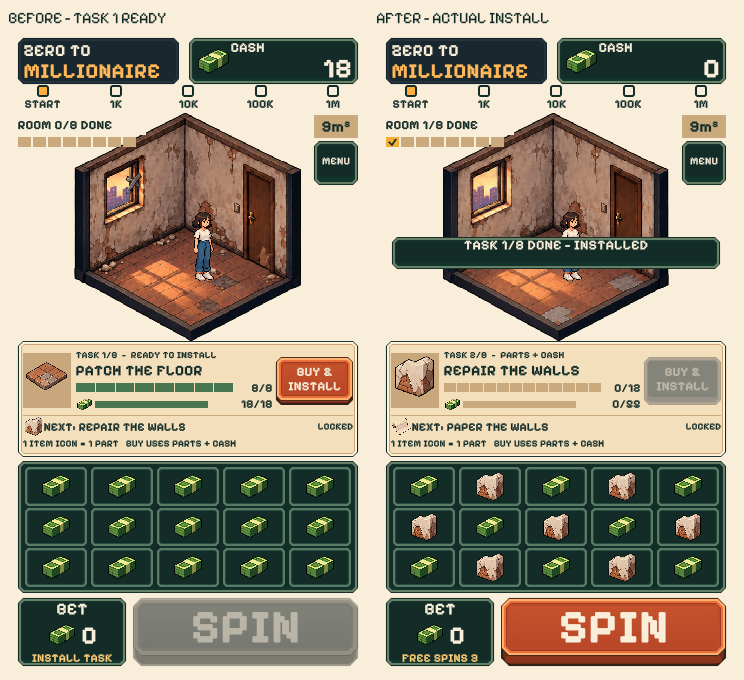 BEFORE - TASK 1 READY
ZERO TO
MILLIONAIRE
CASH
18
START
1K
10K
100K
1M
ROOM 0/8 DONE
9m²
MENU
TASK 1/8 - READY TO INSTALL
PATCH THE FLOOR
8/8
18/18
BUY &
INSTALL
NEXT: REPAIR THE WALLS
LOCKED
1 ITEM ICON = 1 PART BUY USES PARTS + CASH
BET
0
INSTALL TASK
SPIN
AFTER - ACTUAL INSTALL
ZERO TO
MILLIONAIRE
CASH
0
START
1K
10K
100K
1M
ROOM 1/8 DONE
9m²
MENU
TASK 1/8 DONE - INSTALLED
TASK 2/8 - PARTS + CASH
REPAIR THE WALLS
0/12
0/88
BUY &
INSTALL
NEXT: PAPER THE WALLS
LOCKED
1 ITEM ICON = 1 PART BUY USES PARTS + CASH
BET
0
FREE SPINS 3
SPIN